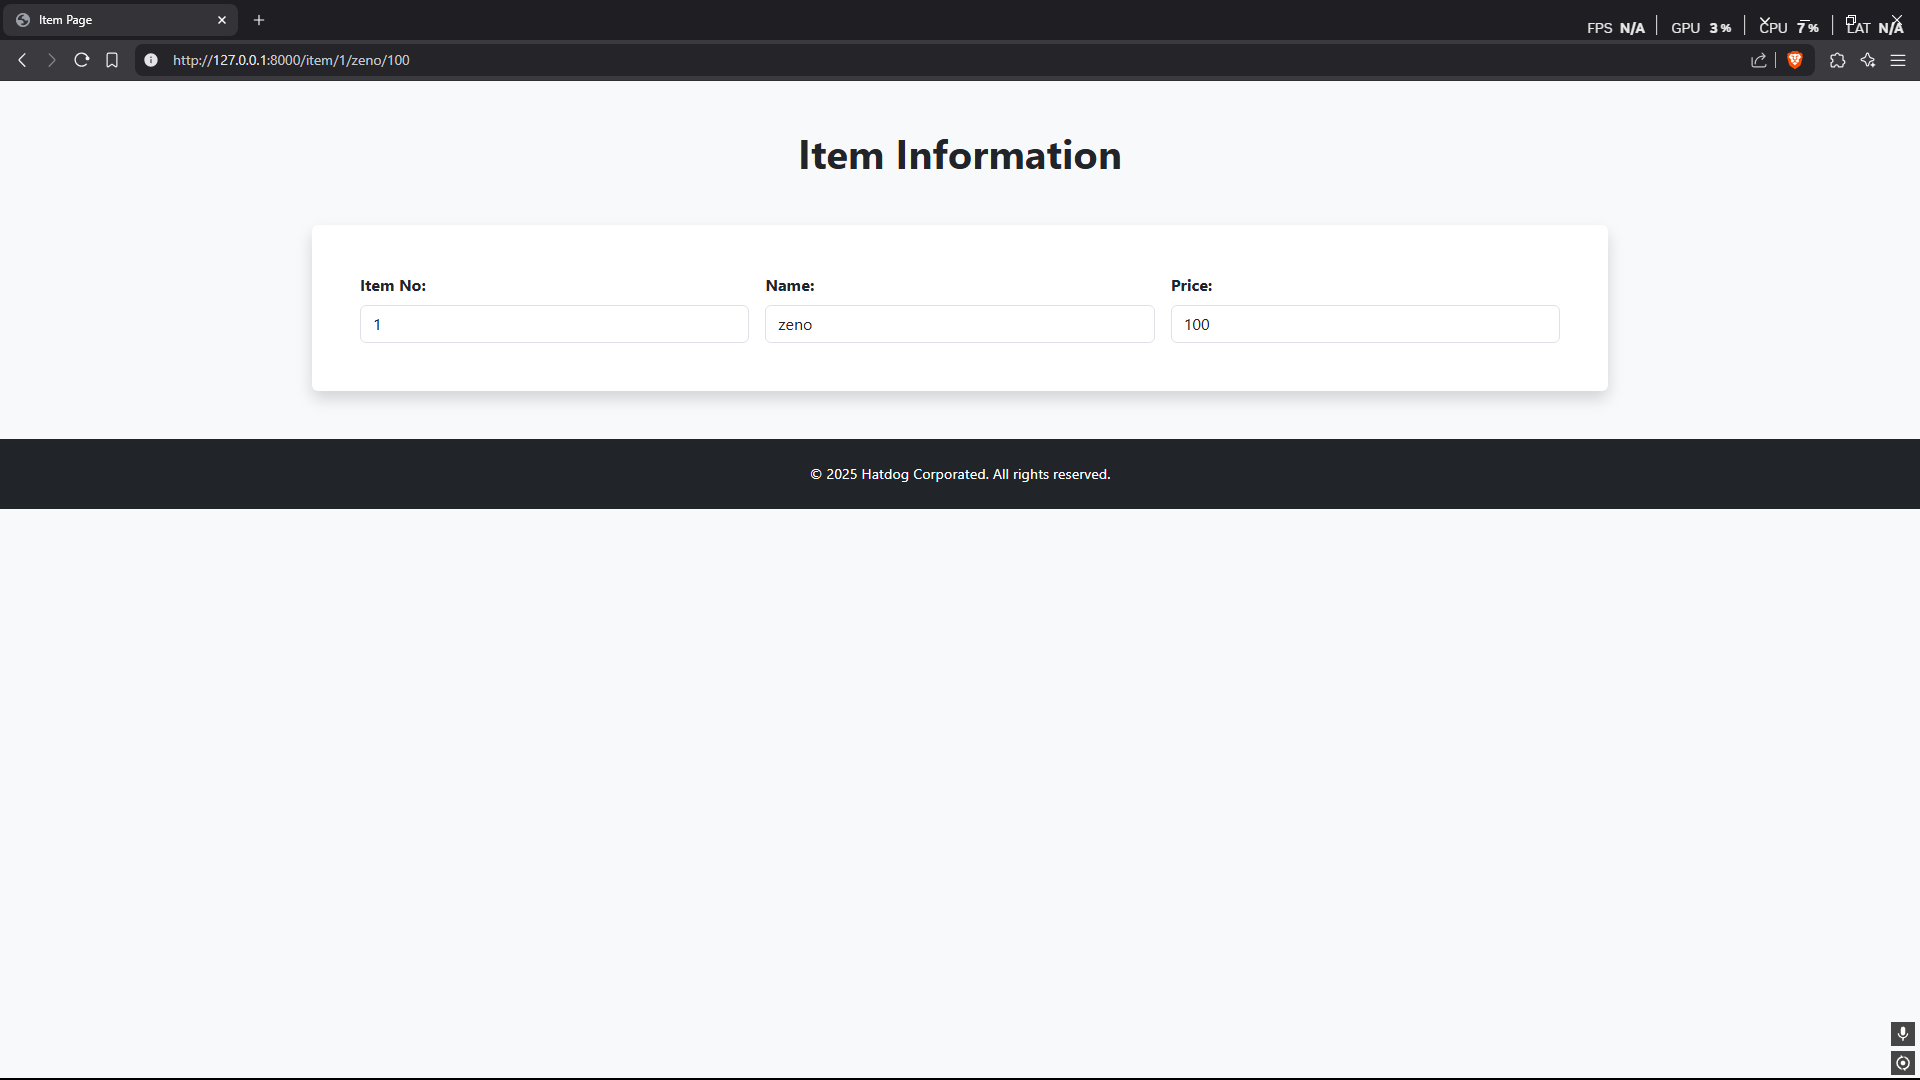 Item Page
FPS N/A GPU 3% CPU 7% LAT N/A
http://127.0.0.1:8000/item/1/zeno/100
Item Information
Item No: Name: Price:
1 zeno 100
© 2025 Hatdog Corporated. All rights reserved.